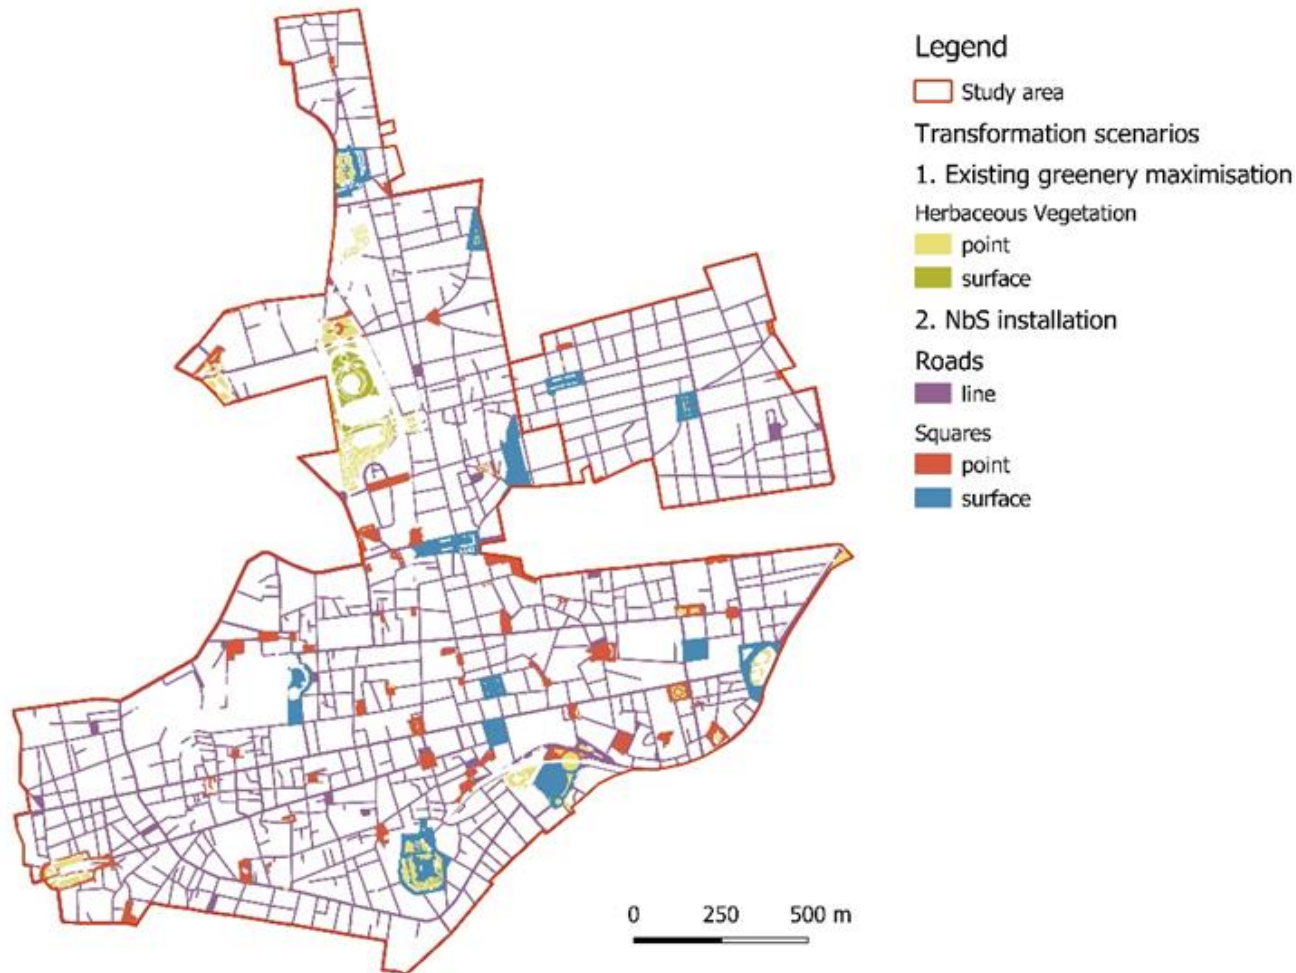 Legend
Study area
Transformation scenarios
1. Existing greenery maximisation
Herbaceous Vegetation
point
surface
2. NbS installation
Roads
line
Squares
point
surface
0 250 500 m